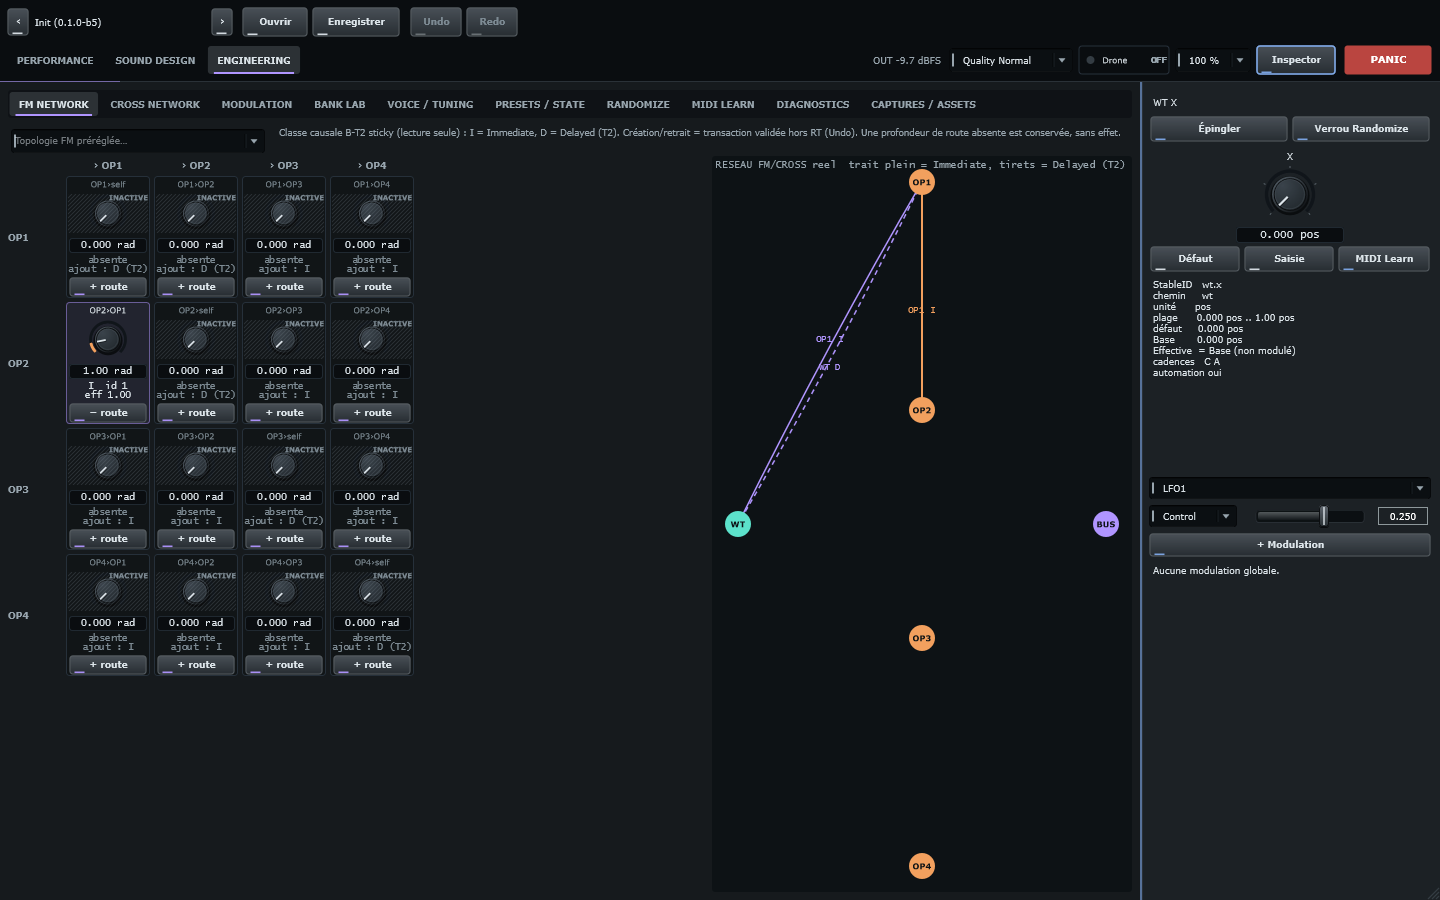 ‹ Init (0.1.0-b5) › Ouvrir Enregistrer Undo Redo
PERFORMANCE SOUND DESIGN ENGINEERING OUT -9.7 dBFS Quality Normal Drone OFF 100 % Inspector PANIC
FM NETWORK CROSS NETWORK MODULATION BANK LAB VOICE / TUNING PRESETS / STATE RANDOMIZE MIDI LEARN DIAGNOSTICS CAPTURES / ASSETS
Topologie FM préréglée... Classe causale B-T2 sticky (lecture seule) : I = Immediate, D = Delayed (T2). Création/retrait = transaction validée hors RT (Undo). Une profondeur de route absente est conservée, sans effet.
› OP1 › OP2 › OP3 › OP4
OP1›self OP1›OP2 OP1›OP3 OP1›OP4
INACTIVE INACTIVE INACTIVE INACTIVE
OP1
0.000 rad 0.000 rad 0.000 rad 0.000 rad
absente absente absente absente
ajout : D (T2) ajout : D (T2) ajout : I ajout : I
+ route + route + route + route
OP2›OP1 OP2›self OP2›OP3 OP2›OP4
INACTIVE INACTIVE INACTIVE
OP2
1.00 rad 0.000 rad 0.000 rad 0.000 rad
I id 1 absente absente absente
eff 1.00 ajout : D (T2) ajout : I ajout : I
− route + route + route + route
OP3›OP1 OP3›OP2 OP3›self OP3›OP4
INACTIVE INACTIVE INACTIVE INACTIVE
OP3
0.000 rad 0.000 rad 0.000 rad 0.000 rad
absente absente absente absente
ajout : I ajout : I ajout : D (T2) ajout : I
+ route + route + route + route
OP4›OP1 OP4›OP2 OP4›OP3 OP4›self
INACTIVE INACTIVE INACTIVE INACTIVE
OP4
0.000 rad 0.000 rad 0.000 rad 0.000 rad
absente absente absente absente
ajout : I ajout : I ajout : I ajout : D (T2)
+ route + route + route + route
RESEAU FM/CROSS reel trait plein = Immediate, tirets = Delayed (T2)
OP1
OP1 I
OP1 I
WT D
OP2
WT
BUS
OP3
OP4
WT X
Épingler Verrou Randomize
X
0.000 pos
Défaut Saisie MIDI Learn
StableID wt.x
chemin wt
unité pos
plage 0.000 pos .. 1.00 pos
défaut 0.000 pos
Base 0.000 pos
Effective = Base (non modulé)
cadences C A
automation oui
LFO1
Control 0.250
+ Modulation
Aucune modulation globale.